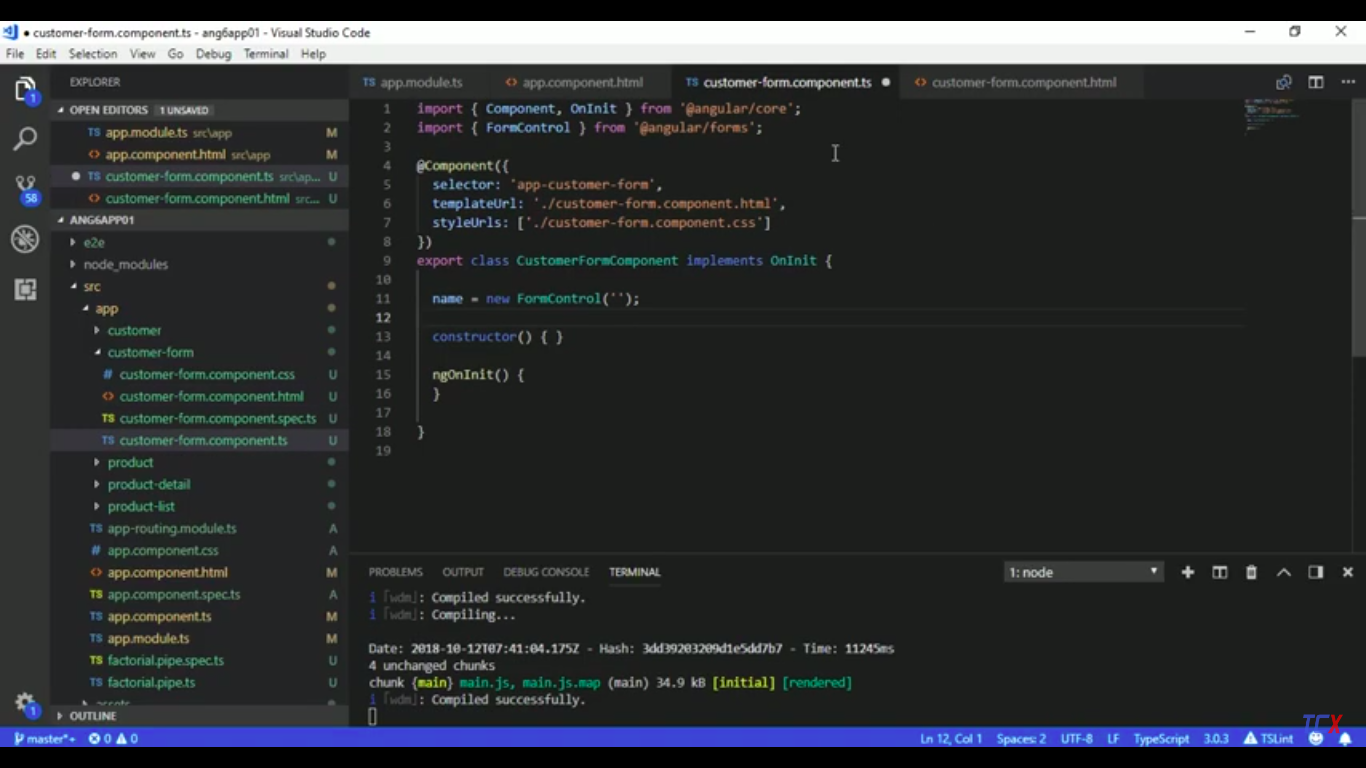 customer-form.component.ts - ang6app01 - Visual Studio Code
File Edit Selection View Go Debug Terminal Help
EXPLORER
OPEN EDITORS 1 UNSAVED
TS app.module.ts src\app M
<> app.component.html src\app M
● TS customer-form.component.ts src\ap... U
<> customer-form.component.html src... U
ANG6APP01
e2e
node_modules
src
app
customer
customer-form
# customer-form.component.css U
<> customer-form.component.html U
TS customer-form.component.spec.ts U
TS customer-form.component.ts U
product
product-detail
product-list
TS app-routing.module.ts A
# app.component.css A
<> app.component.html M
TS app.component.spec.ts A
TS app.component.ts M
TS app.module.ts M
TS factorial.pipe.spec.ts U
TS factorial.pipe.ts U
assets
OUTLINE
1
58
1
TS app.module.ts <> app.component.html TS customer-form.component.ts ● <> customer-form.component.html
1 import { Component, OnInit } from '@angular/core';
2 import { FormControl } from '@angular/forms';
3
4 @Component({
5 selector: 'app-customer-form',
6 templateUrl: './customer-form.component.html',
7 styleUrls: ['./customer-form.component.css']
8 })
9 export class CustomerFormComponent implements OnInit {
10
11 name = new FormControl('');
12
13 constructor() { }
14
15 ngOnInit() {
16 }
17
18 }
19
PROBLEMS OUTPUT DEBUG CONSOLE TERMINAL 1: node
i ｢wdm｣: Compiled successfully.
i ｢wdm｣: Compiling...
Date: 2018-10-12T07:41:04.175Z - Hash: 3dd39203209d1e5dd7b7 - Time: 11245ms
4 unchanged chunks
chunk {main} main.js, main.js.map (main) 34.9 kB [initial] [rendered]
i ｢wdm｣: Compiled successfully.
TCX
master*+ 0 0 Ln 12, Col 1 Spaces: 2 UTF-8 LF TypeScript 3.0.3 TSLint